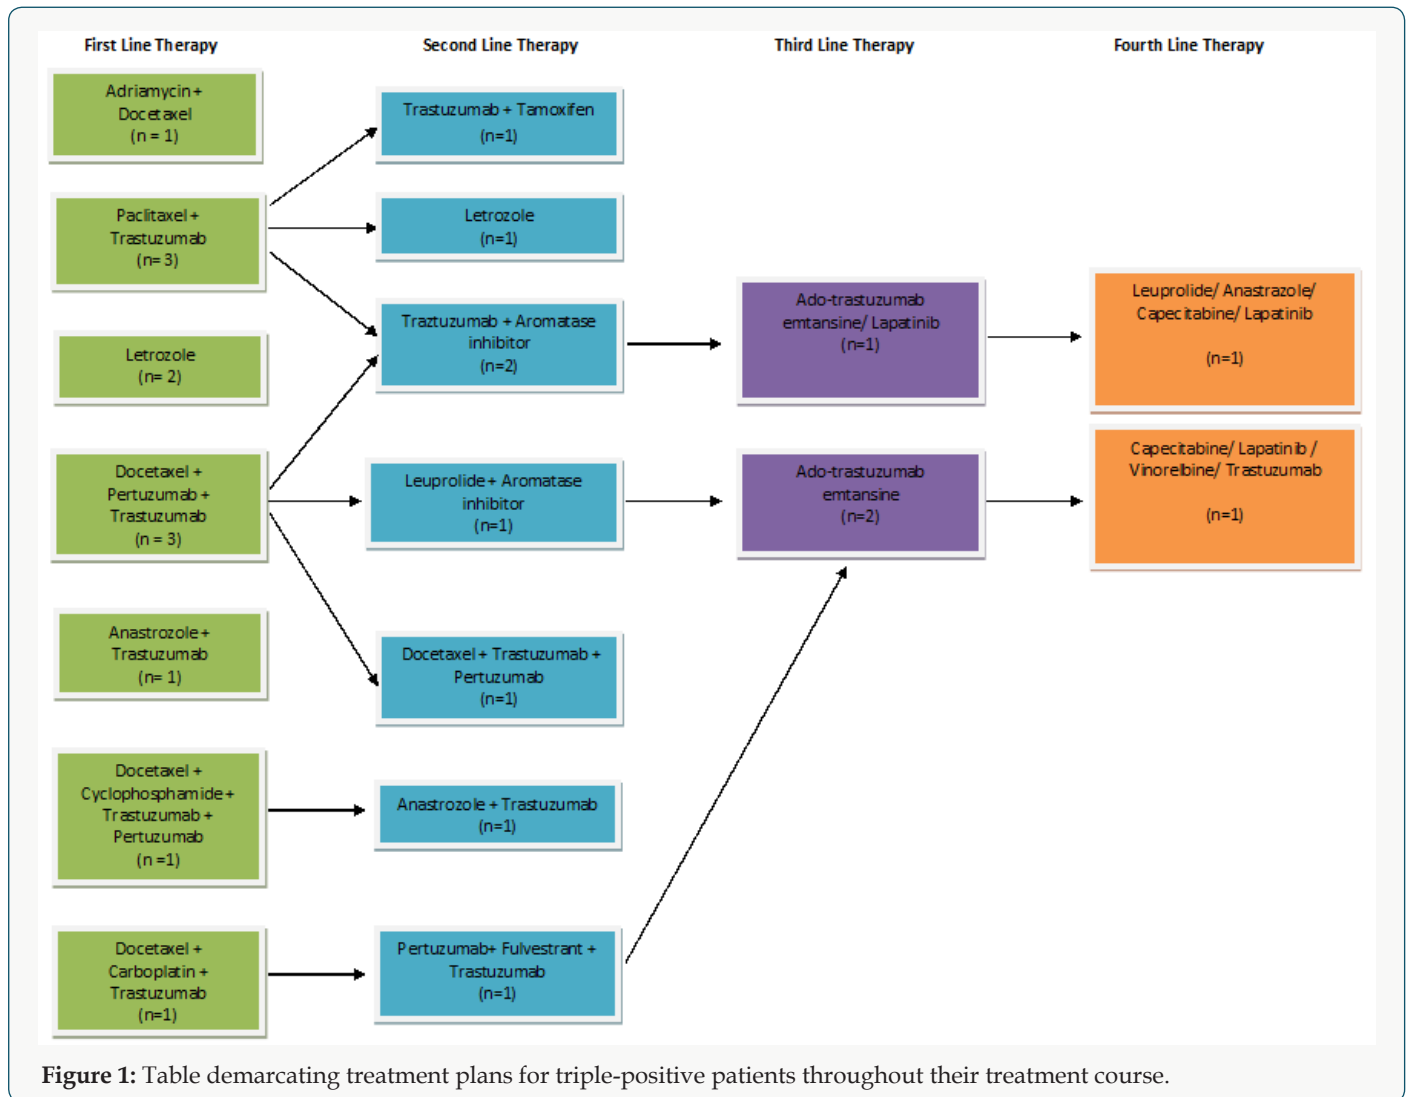 First Line Therapy
Second Line Therapy
Third Line Therapy
Fourth Line Therapy
Adriamycin +
Docetaxel
(n = 1)
Paclitaxel +
Trastuzumab
(n= 3)
Letrozole
(n= 2)
Docetaxel +
Pertuzumab +
Trastuzumab
(n = 3)
Anastrozole +
Trastuzumab
(n= 1)
Docetaxel +
Cyclophosphamide +
Trastuzumab +
Pertuzumab
(n =1)
Docetaxel +
Carboplatin +
Trastuzumab
(n=1)
Trastuzumab + Tamoxifen
(n=1)
Letrozole
(n=1)
Traztuzumab + Aromatase
inhibitor
(n=2)
Leuprolide + Aromatase
inhibitor
(n=1)
Docetaxel + Trastuzumab +
Pertuzumab
(n=1)
Anastrozole + Trastuzumab
(n=1)
Pertuzumab+ Fulvestrant +
Trastuzumab
(n=1)
Ado-trastuzumab
emtansine/ Lapatinib
(n=1)
Ado-trastuzumab
emtansine
(n=2)
Leuprolide/ Anastrazole/
Capecitabine/ Lapatinib
(n=1)
Capecitabine/ Lapatinib /
Vinorelbine/ Trastuzumab
(n=1)
Figure 1: Table demarcating treatment plans for triple-positive patients throughout their treatment course.